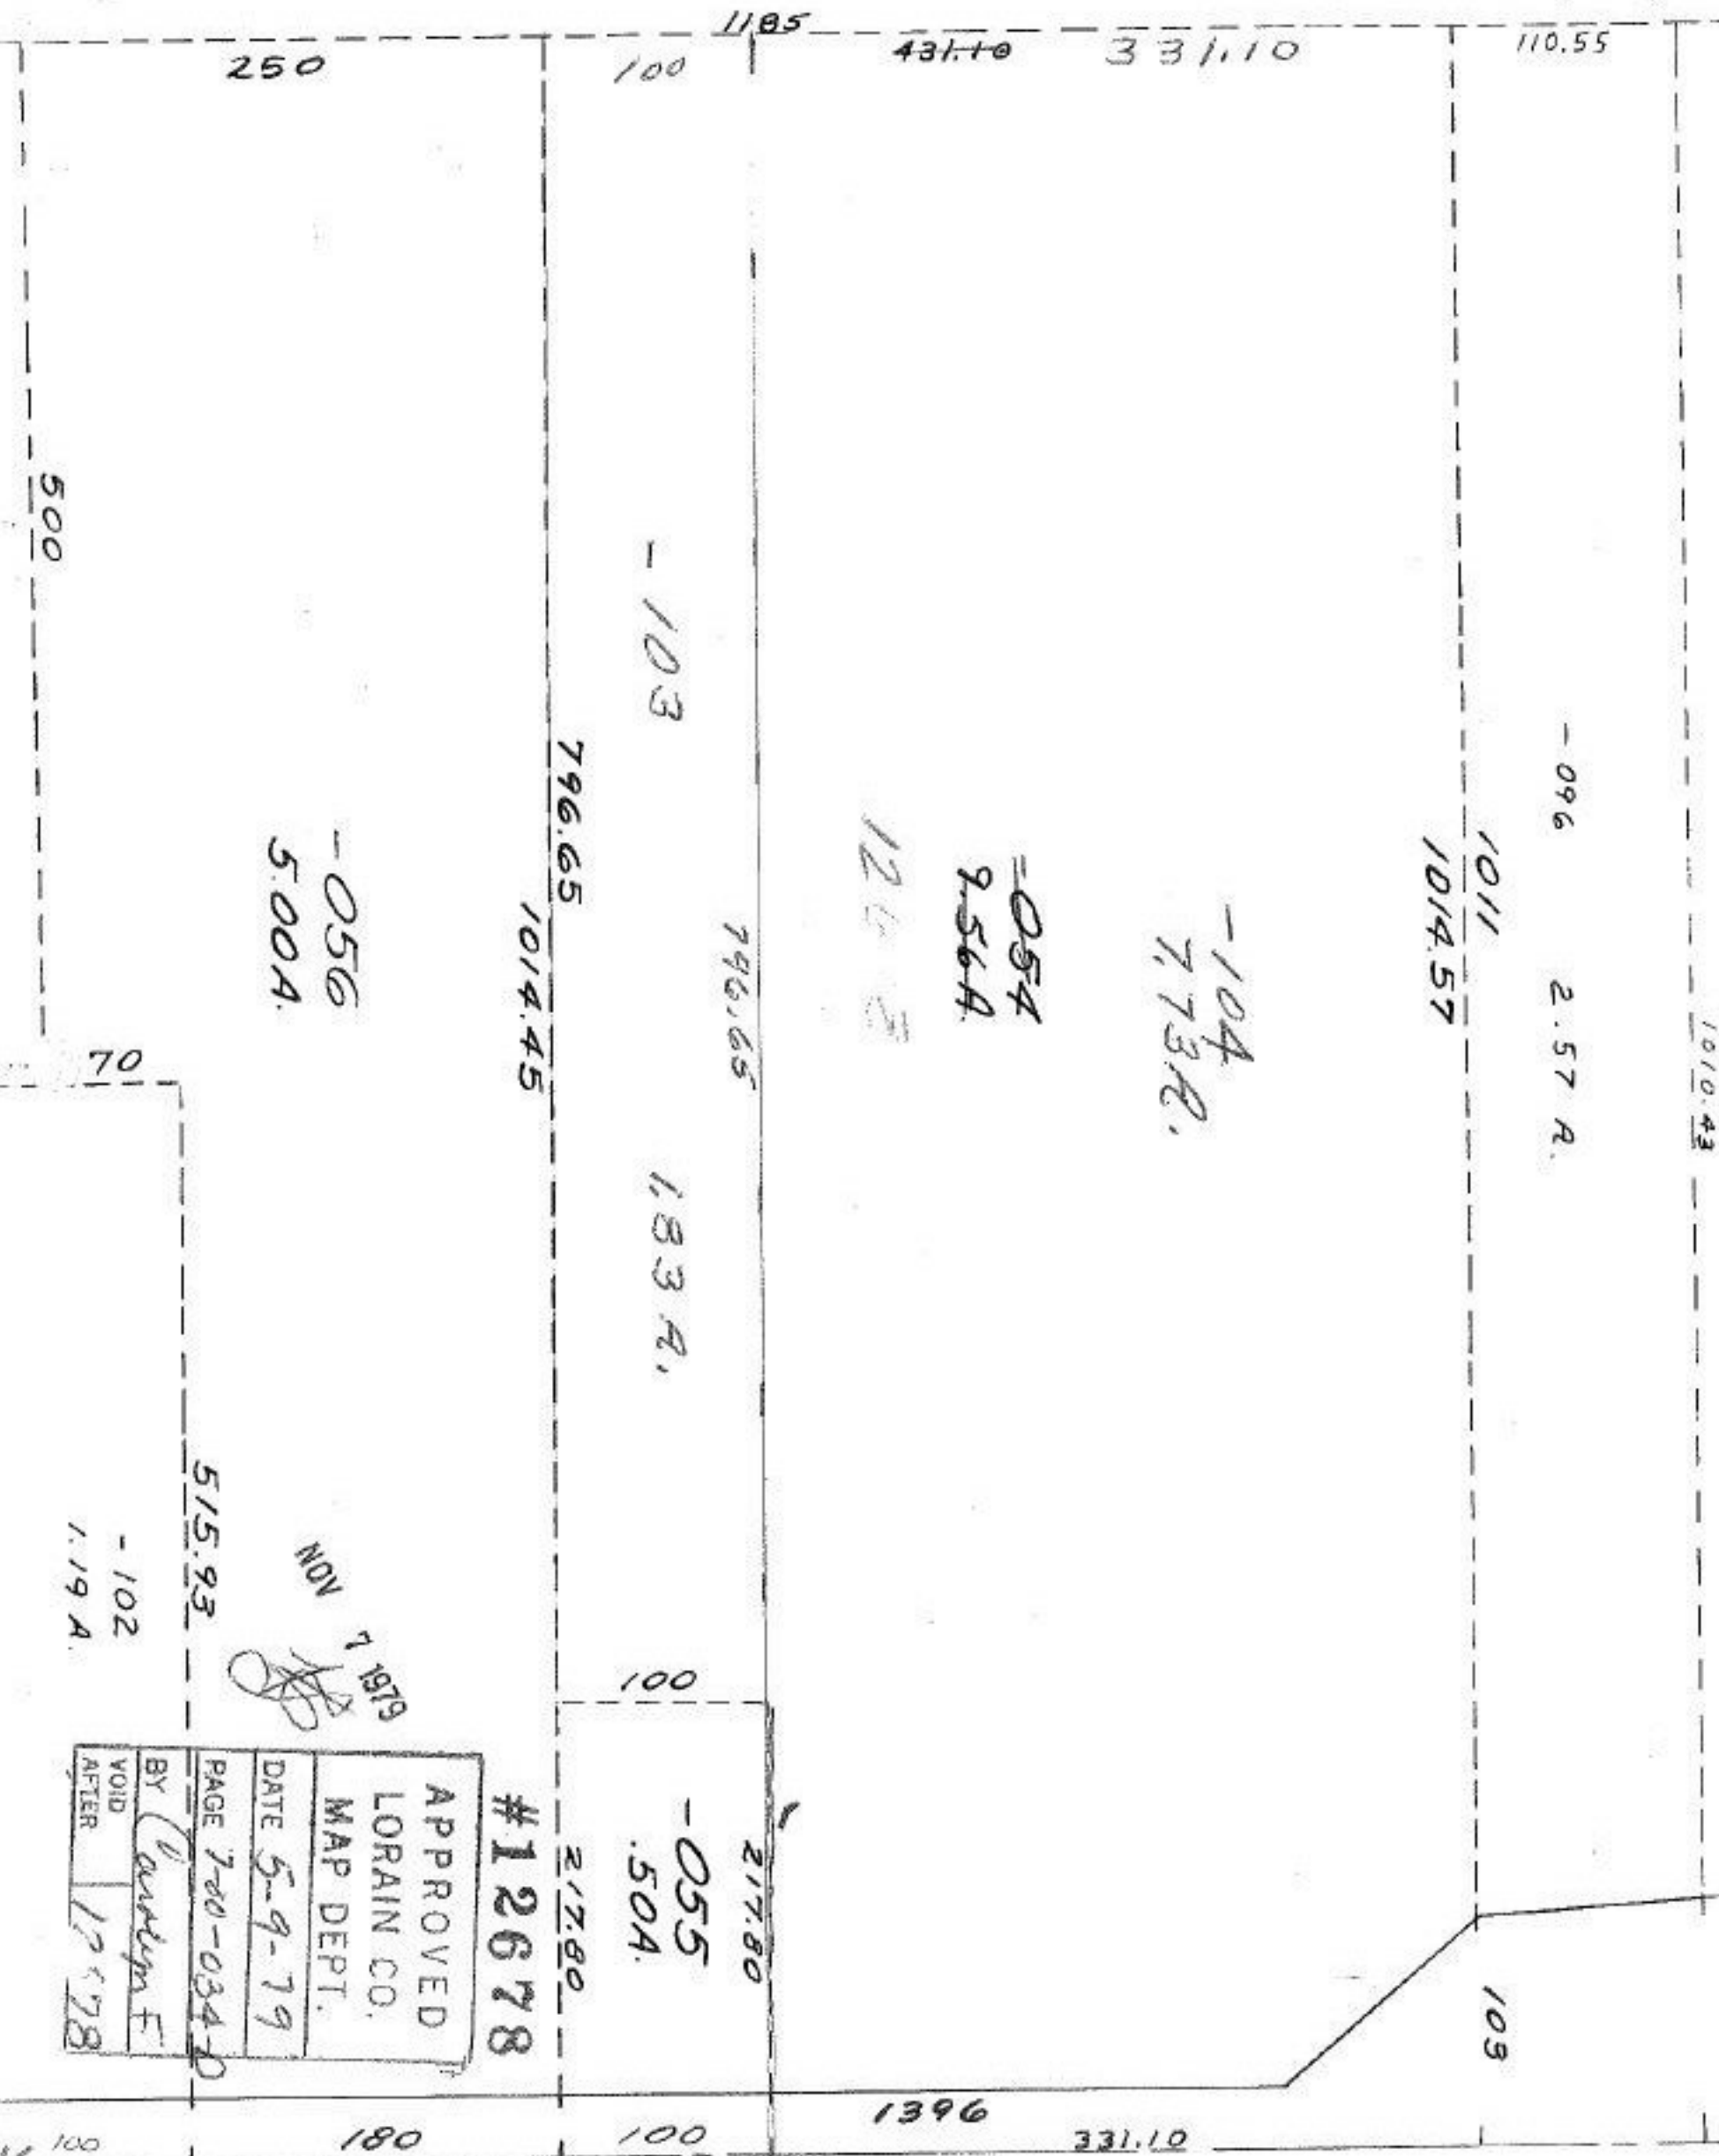 1185
250
100
431.10
331.10
110.55
500
- 103
796.65
1014.45
-056
5.00A.
796.65
-054
9.56A.
-104
7.73A.
1011
1014.57
-096 2.57 A.
1010.43
70
1.83 A.
515.93
- 102
1.19 A.
NOV 7 1979
100
217.80
-055
.50A.
217.80
#12678
APPROVED
LORAIN CO.
MAP DEPT.
DATE 5-9-79
PAGE 7-00-034-D
BY Carolyn F.
VOID
AFTER
103
1396
100
180
100
331.10